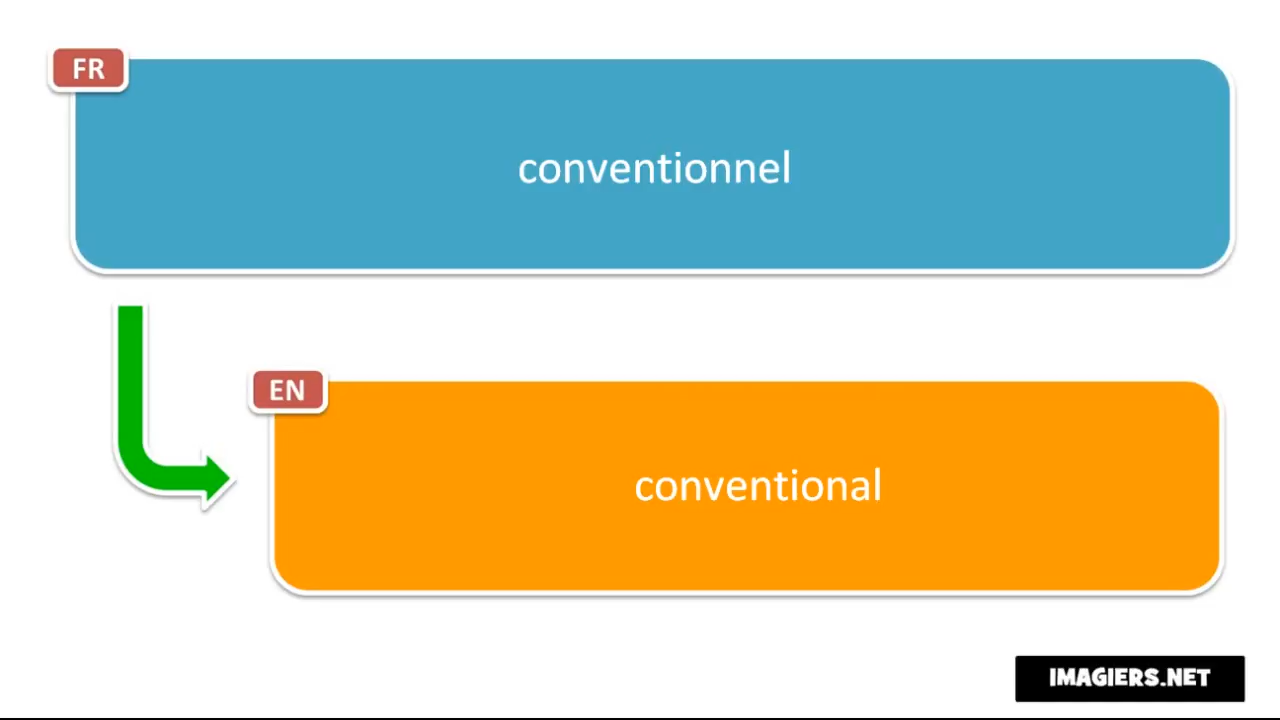 FR
conventionnel
EN
conventional
IMAGIERS.NET